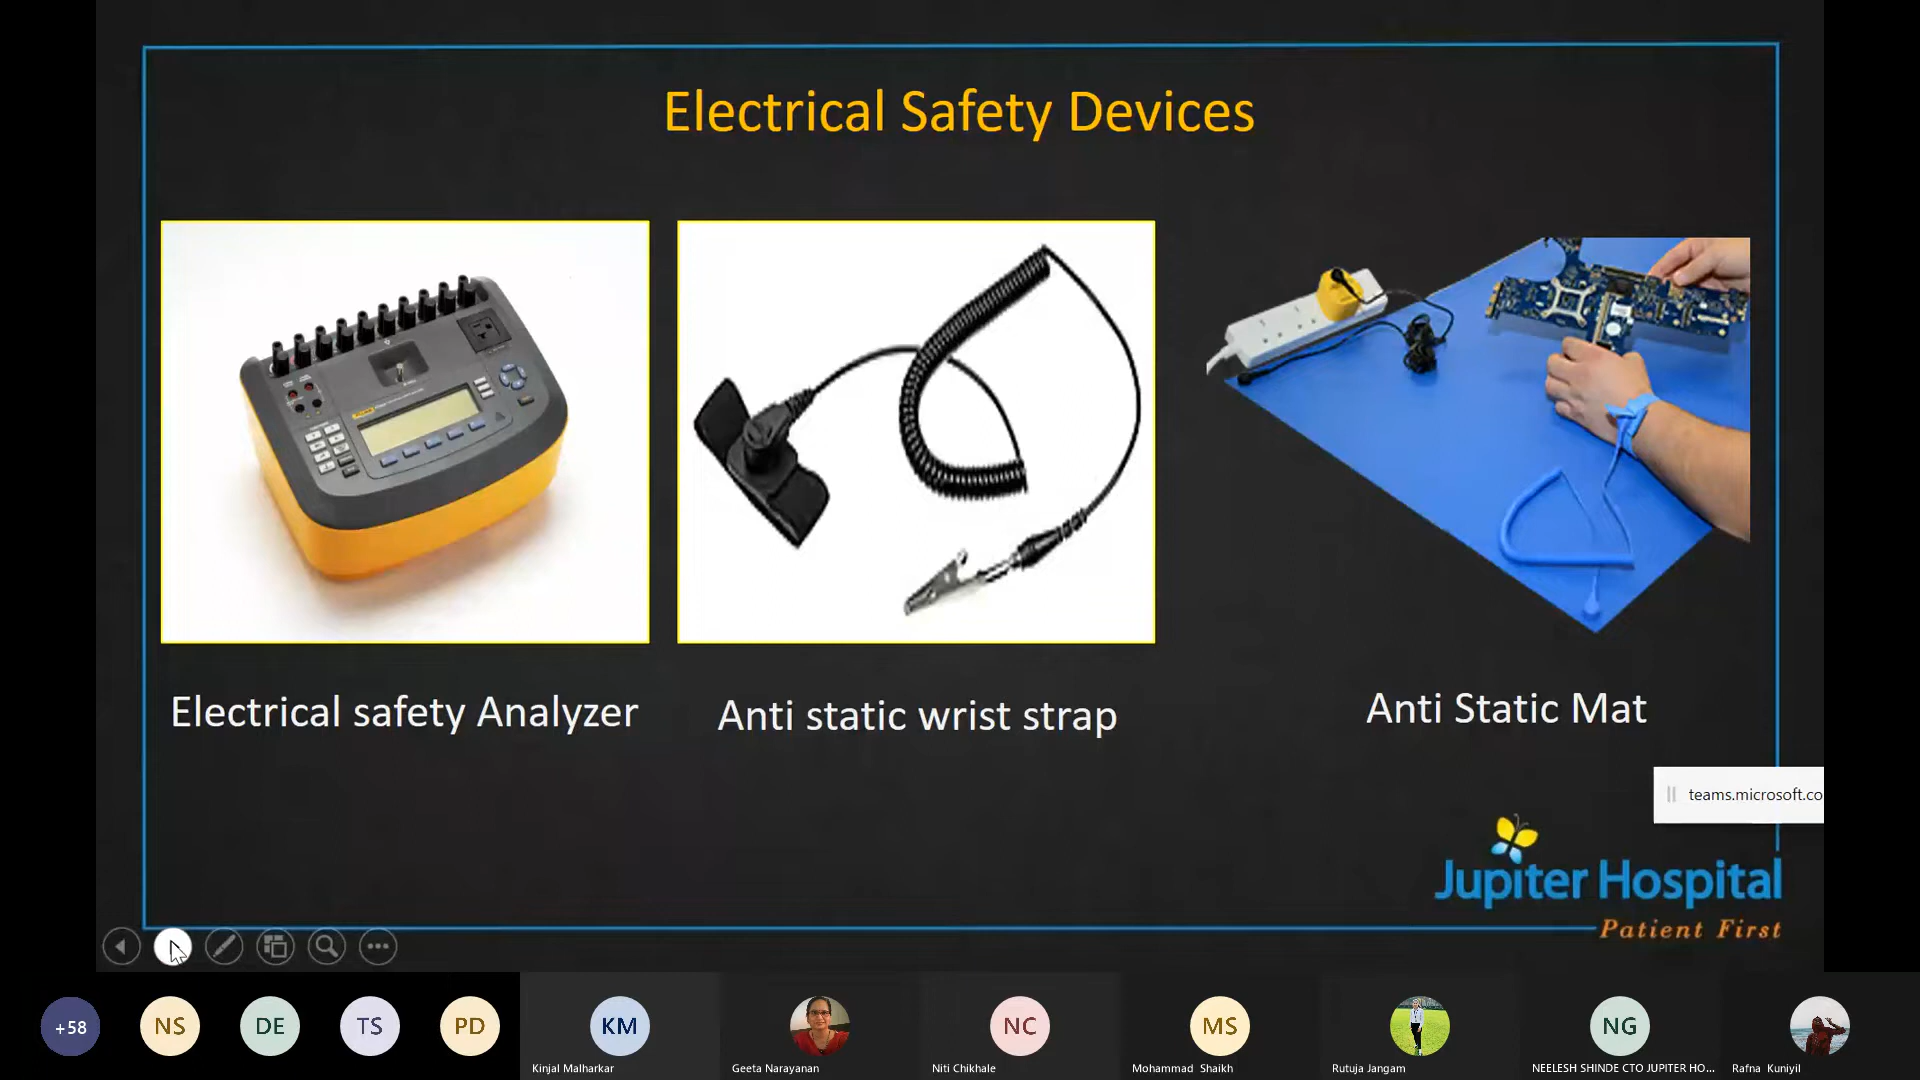 Electrical Safety Devices
Electrical safety Analyzer
Anti static wrist strap
Anti Static Mat
teams.microsoft.co
Jupiter Hospital
Patient First
+58
NS
DE
TS
PD
KM
NC
MS
NG
Kinjal Malharkar
Geeta Narayanan
Niti Chikhale
Mohammad Shaikh
Rutuja Jangam
NEELESH SHINDE CTO JUPITER HO...
Rafna Kuniyil